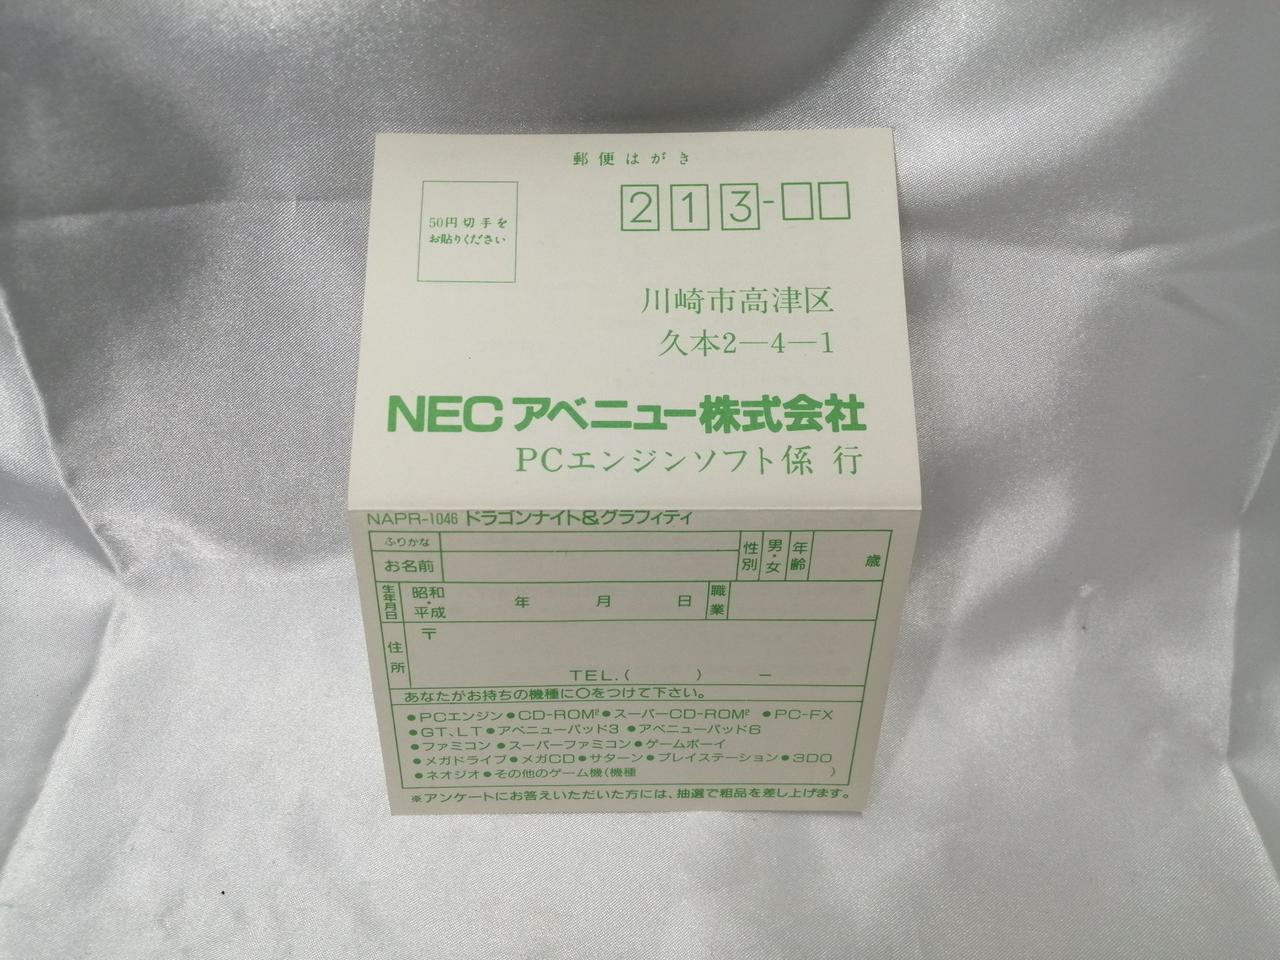 郵便はがき
50円切手を
お貼りください
213-□□
川崎市高津区
久本2―4―1
NECアベニュー株式会社
PCエンジンソフト係 行
NAPR-1046 ドラゴンナイト&グラフィティ
ふりがな
お名前
性別
男・女
年齢
歳
生年月日
昭和・平成
年 月 日
職業
住所
〒
TEL.( ) −
あなたがお持ちの機種に○をつけて下さい。
●PCエンジン●CD-ROM²●スーパーCD-ROM² ●PC-FX
●GT、LT●アベニューパッド3 ●アベニューパッド6
●ファミコン●スーパーファミコン●ゲームボーイ
●メガドライブ●メガCD●サターン●プレイステーション●3DO
●ネオジオ●その他のゲーム機(機種 )
※アンケートにお答えいただいた方には、抽選で粗品を差し上げます。